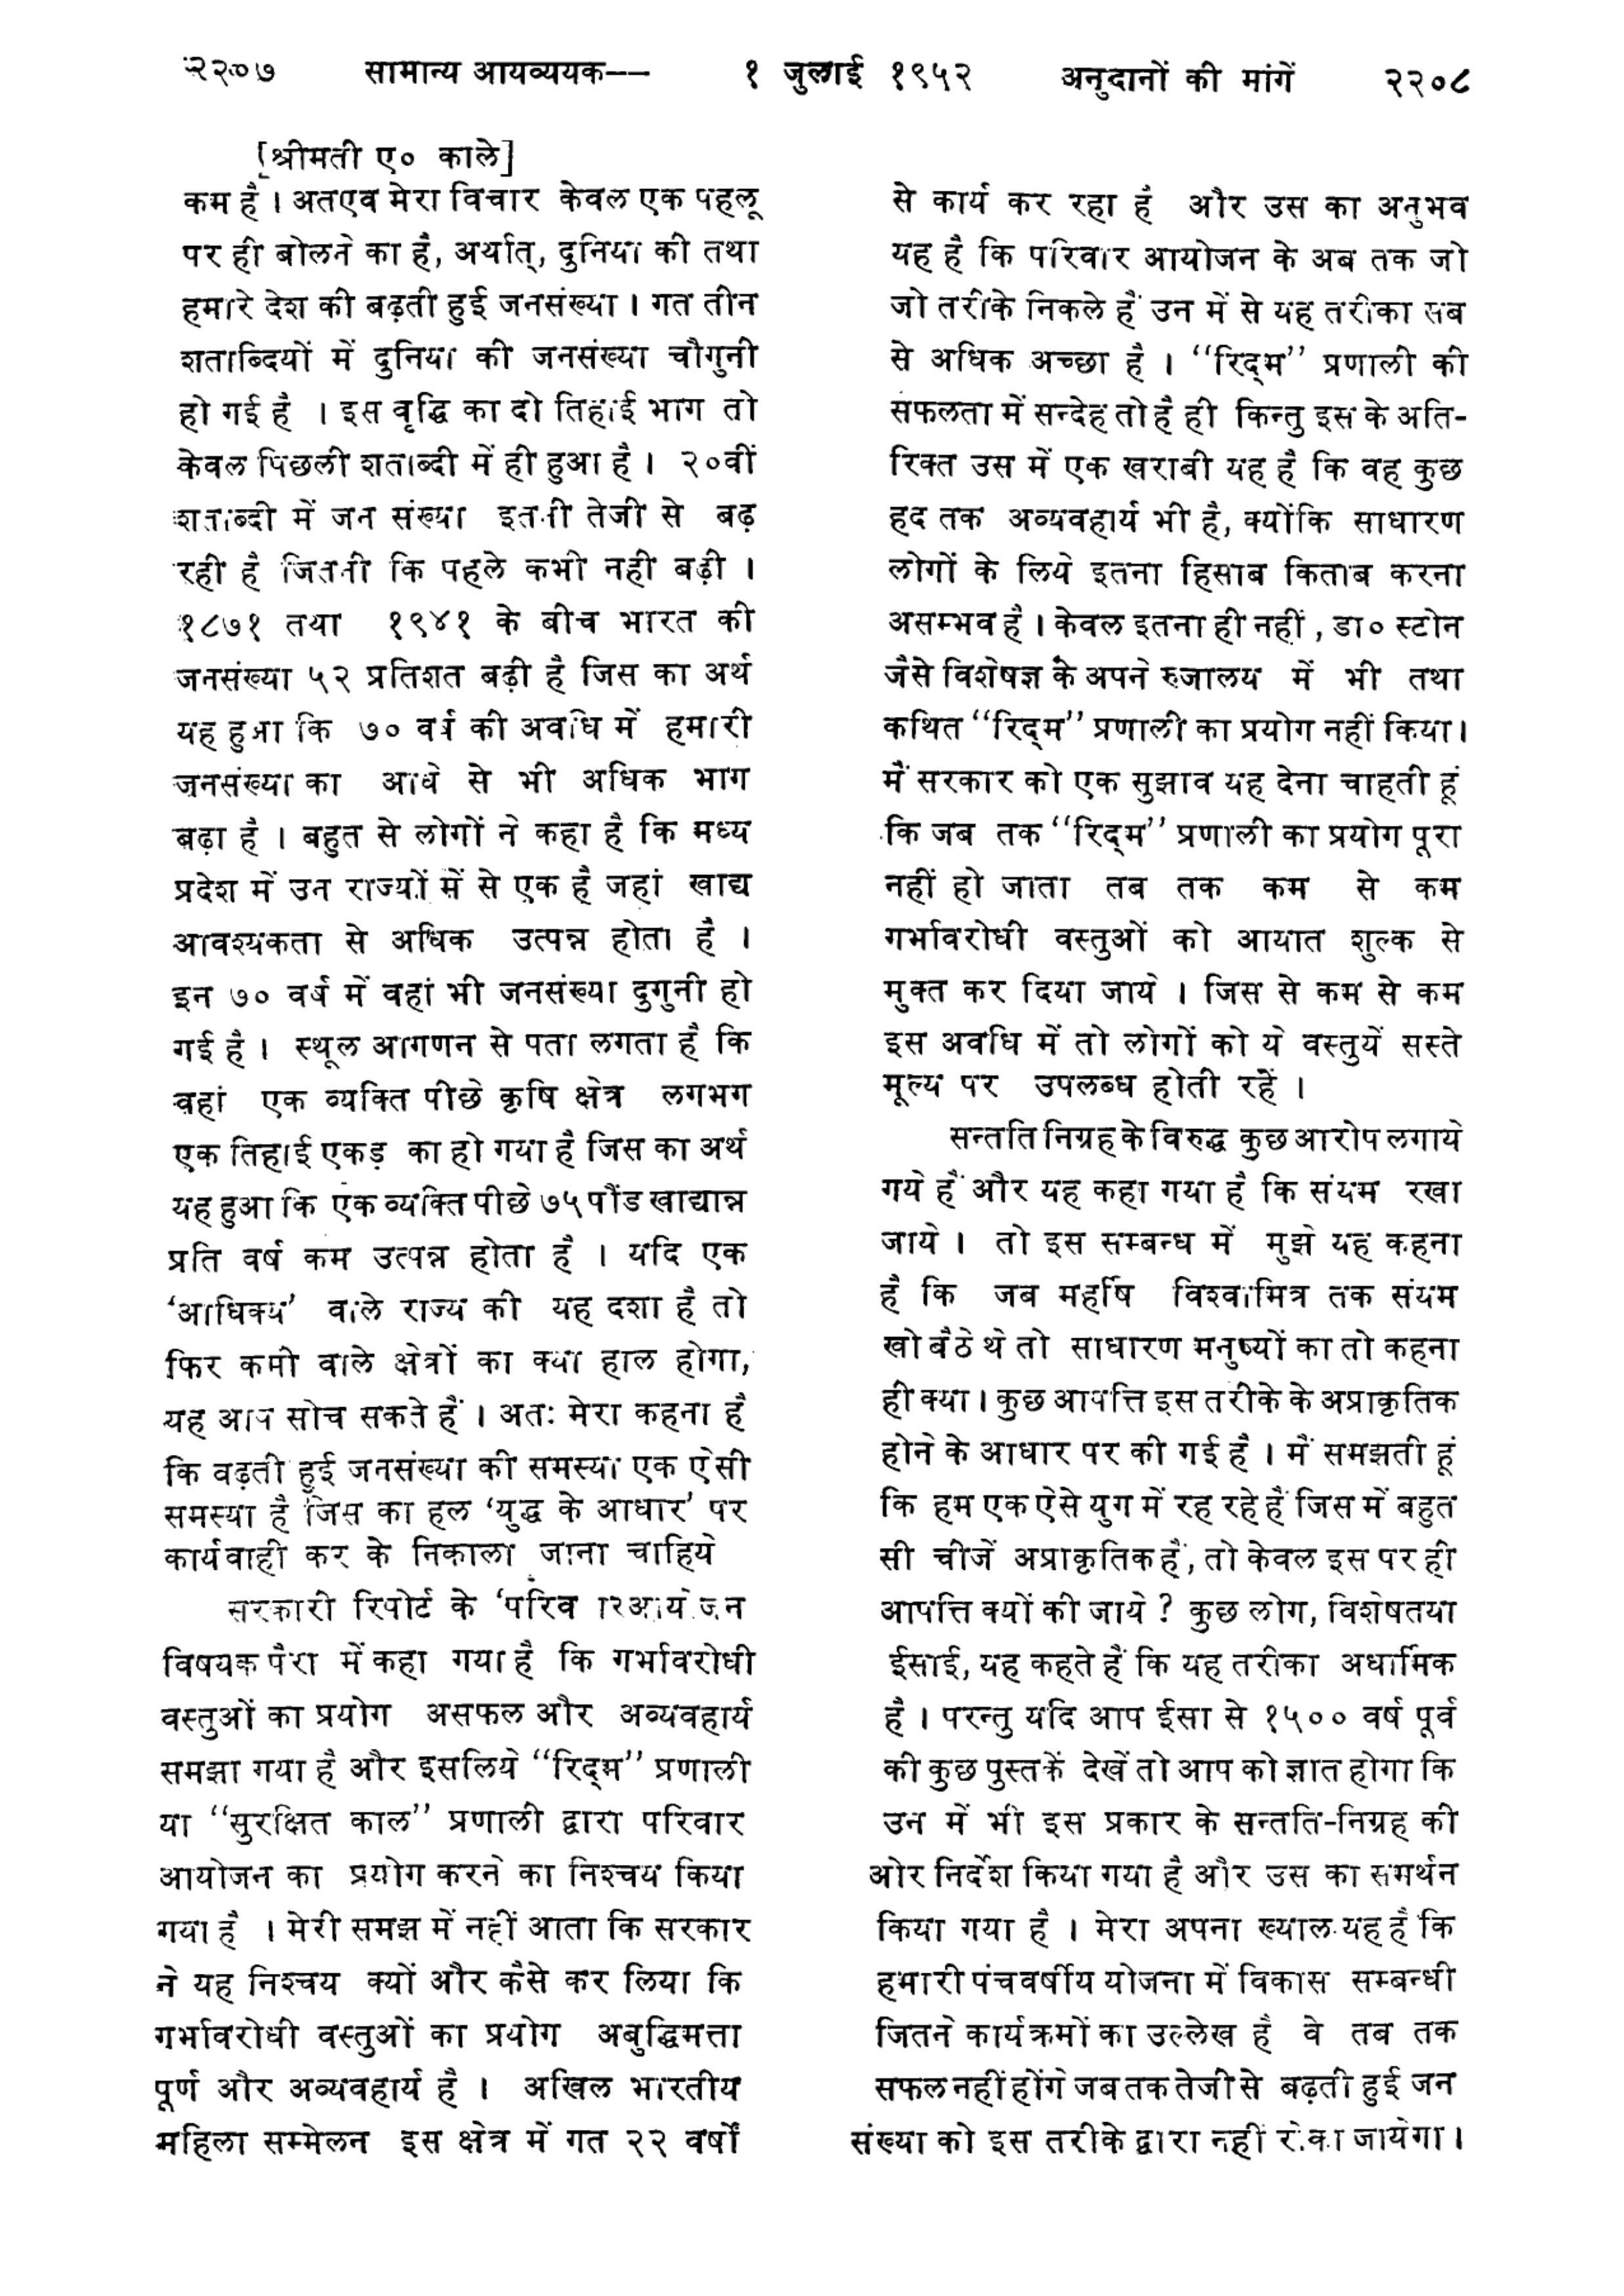 २२०७ सामान्य आयव्ययक—— १ जुलाई १९५२ अनुदानों की मांगें २२०८
[श्रीमती ए० काले]
कम है । अतएव मेरा विचार केवल एक पहलू
पर ही बोलने का है, अर्थात्, दुनिया की तथा
हमारे देश की बढ़ती हुई जनसंख्या । गत तीन
शताब्दियों में दुनिया की जनसंख्या चौगुनी
हो गई है । इस वृद्धि का दो तिहाई भाग तो
केवल पिछली शताब्दी में ही हुआ है । २०वीं
शताब्दी में जन संख्या इतनी तेजी से बढ़
रही है जितनी कि पहले कभी नही बढ़ी ।
१८७१ तथा १९४१ के बीच भारत की
जनसंख्या ५२ प्रतिशत बढ़ी है जिस का अर्थ
यह हुआ कि ७० वर्ष की अवधि में हमारी
जनसंख्या का आधे से भी अधिक भाग
बढ़ा है । बहुत से लोगों ने कहा है कि मध्य
प्रदेश में उन राज्यों में से एक है जहां खाद्य
आवश्यकता से अधिक उत्पन्न होता है ।
इन ७० वर्ष में वहां भी जनसंख्या दुगुनी हो
गई है । स्थूल आगणन से पता लगता है कि
वहां एक व्यक्ति पीछे कृषि क्षेत्र लगभग
एक तिहाई एकड़ का हो गया है जिस का अर्थ
यह हुआ कि एक व्यक्ति पीछे ७५ पौंड खाद्यान्न
प्रति वर्ष कम उत्पन्न होता है । यदि एक
‘आधिक्य’ वाले राज्य की यह दशा है तो
फिर कमी वाले क्षेत्रों का क्या हाल होगा,
यह आप सोच सकते हैं । अतः मेरा कहना है
कि बढ़ती हुई जनसंख्या की समस्या एक ऐसी
समस्या है जिस का हल ‘युद्ध के आधार’ पर
कार्यवाही कर के निकाला जाना चाहिये
सरकारी रिपोर्ट के ‘परिवार आयोजन
विषयक पैरा में कहा गया है कि गर्भावरोधी
वस्तुओं का प्रयोग असफल और अव्यवहार्य
समझा गया है और इसलिये “रिद्म” प्रणाली
या “सुरक्षित काल” प्रणाली द्वारा परिवार
आयोजन का प्रयोग करने का निश्चय किया
गया है । मेरी समझ में नहीं आता कि सरकार
ने यह निश्चय क्यों और कैसे कर लिया कि
गर्भावरोधी वस्तुओं का प्रयोग अबुद्धिमत्ता
पूर्ण और अव्यवहार्य है । अखिल भारतीय
महिला सम्मेलन इस क्षेत्र में गत २२ वर्षों
से कार्य कर रहा है और उस का अनुभव
यह है कि परिवार आयोजन के अब तक जो
जो तरीके निकले हैं उन में से यह तरीका सब
से अधिक अच्छा है । “रिद्म” प्रणाली की
सफलता में सन्देह तो है ही किन्तु इस के अति-
रिक्त उस में एक खराबी यह है कि वह कुछ
हद तक अव्यवहार्य भी है, क्योंकि साधारण
लोगों के लिये इतना हिसाब किताब करना
असम्भव है । केवल इतना ही नहीं, डा० स्टोन
जैसे विशेषज्ञ के अपने रुजालय में भी तथा
कथित “रिद्म” प्रणाली का प्रयोग नहीं किया।
मैं सरकार को एक सुझाव यह देना चाहती हूं
कि जब तक “रिद्म” प्रणाली का प्रयोग पूरा
नहीं हो जाता तब तक कम से कम
गर्भावरोधी वस्तुओं को आयात शुल्क से
मुक्त कर दिया जाये । जिस से कम से कम
इस अवधि में तो लोगों को ये वस्तुयें सस्ते
मूल्य पर उपलब्ध होती रहें ।
सन्तति निग्रह के विरुद्ध कुछ आरोप लगाये
गये हैं और यह कहा गया है कि संयम रखा
जाये । तो इस सम्बन्ध में मुझे यह कहना
है कि जब महर्षि विश्वामित्र तक संयम
खो बैठे थे तो साधारण मनुष्यों का तो कहना
ही क्या । कुछ आपत्ति इस तरीके के अप्राकृतिक
होने के आधार पर की गई है । मैं समझती हूं
कि हम एक ऐसे युग में रह रहे हैं जिस में बहुत
सी चीजें अप्राकृतिक हैं, तो केवल इस पर ही
आपत्ति क्यों की जाये ? कुछ लोग, विशेषतया
ईसाई, यह कहते हैं कि यह तरीका अधार्मिक
है । परन्तु यदि आप ईसा से १५०० वर्ष पूर्व
की कुछ पुस्तकें देखें तो आप को ज्ञात होगा कि
उन में भी इस प्रकार के सन्तति-निग्रह की
ओर निर्देश किया गया है और उस का समर्थन
किया गया है । मेरा अपना ख्याल यह है कि
हमारी पंचवर्षीय योजना में विकास सम्बन्धी
जितने कार्यक्रमों का उल्लेख है वे तब तक
सफल नहीं होंगे जब तक तेजी से बढ़ती हुई जन
संख्या को इस तरीके द्वारा नहीं रोका जायेगा ।